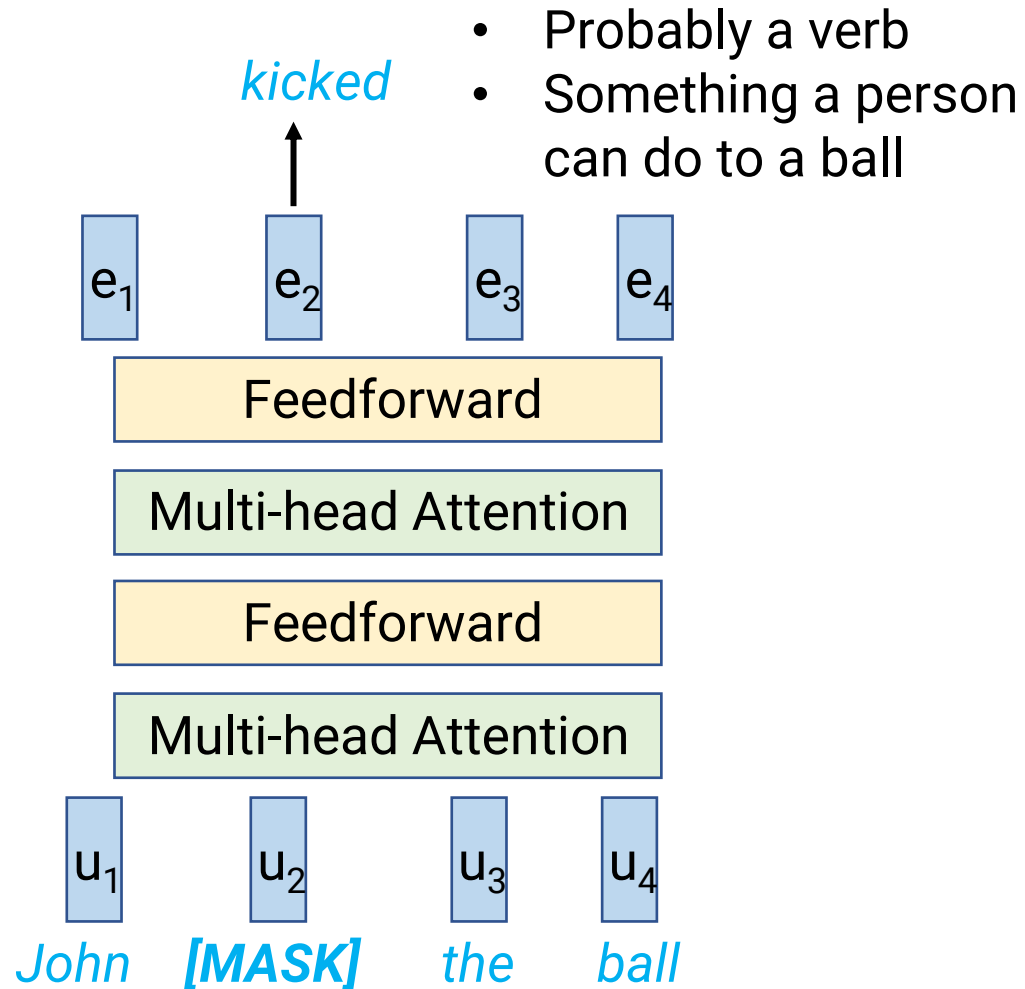 • Probably a verb
• Something a person
can do to a ball
kicked
e₁ e₂ e₃ e₄
Feedforward
Multi-head Attention
Feedforward
Multi-head Attention
u₁ u₂ u₃ u₄
John [MASK] the ball